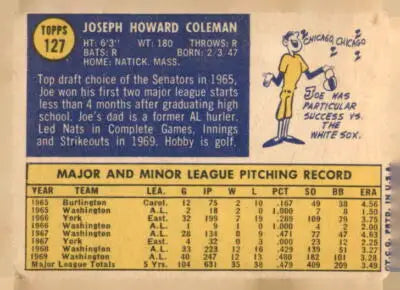 TOPPS
127
JOSEPH HOWARD COLEMAN
HT: 6'3" WT: 180 THROWS: R
BATS: R BORN: 2. 3. 47
HOME: NATICK, MASS.
Top draft choice of the Senators in 1965,
Joe won his first two major league starts
less than 4 months after graduating high
school. Joe's dad is a former AL hurler.
Led Nats in Complete Games, Innings
and Strikeouts in 1969. Hobby is golf.
CHICAGO, CHICAGO
JOE HAS
PARTICULAR
SUCCESS VS.
THE
WHITE SOX.
MAJOR AND MINOR LEAGUE PITCHING RECORD
YEAR TEAM LEA. G IP W L PCT SO BB ERA
1965 Burlington Carol. 12 75 2 10 .167 49 38 4.56
1965 Washington A.L. 2 18 2 0 1.000 7 8 1.50
1966 York East. 32 199 7 19 .269 109 75
1966 Washington A.L. 1 9 1 0 1.000 4 2 2.00
1967 Washington A.L. 28 134 8 9 .471 77 47 4.63
1967 York East. 4 32 0 3 .000 23 12 2.25
1968 Washington A.L. 33 223 12 16 .429 139 51 3.27
1969 Washington A.L. 40 247 12 13 .480 182 101 3.28
Major League Totals 5 Yrs. 104 631 35 38 .479 409 209 3.49
©T.C.G. PRTD. IN U.S.A.